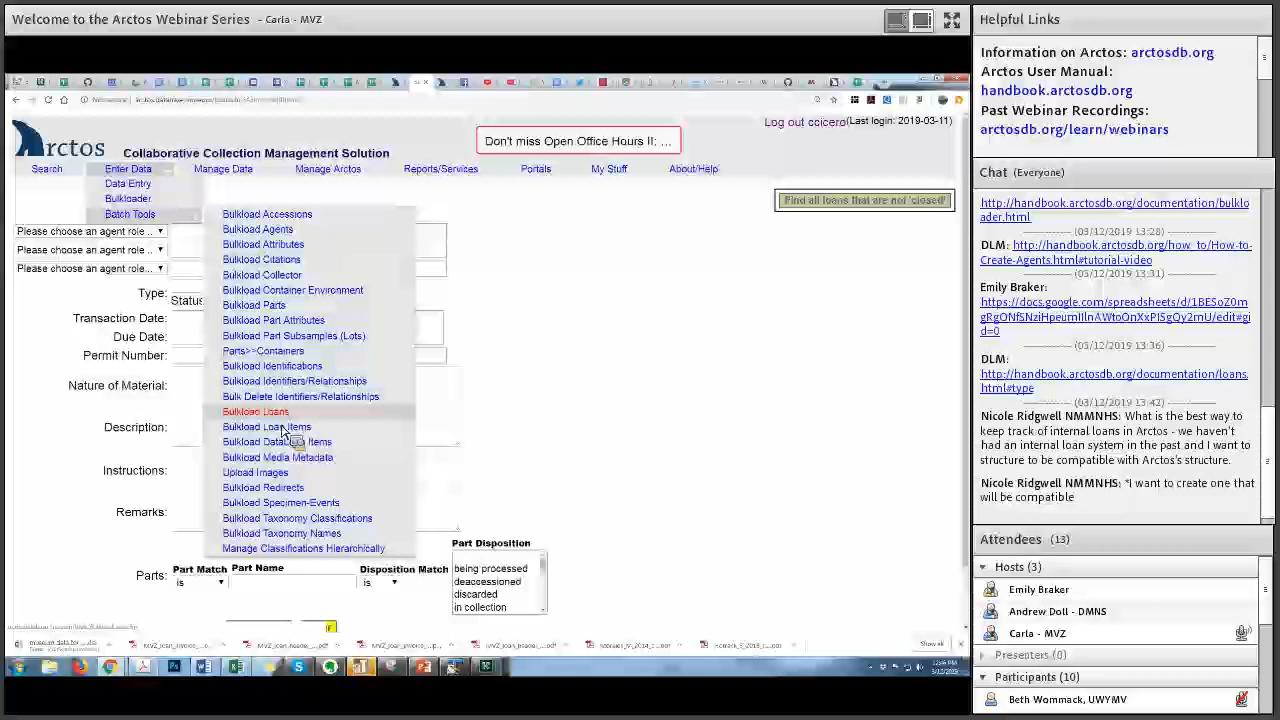 Welcome to the Arctos Webinar Series - Carla - MVZ
Arctos
Collaborative Collection Management Solution
Don't miss Open Office Hours II: ...
Log out ccicero (Last login: 2019-03-11)
Search
Enter Data
Manage Data
Manage Arctos
Reports/Services
Portals
My Stuff
About/Help
Data Entry
Bulkloader
Batch Tools
Find all loans that are not 'closed'
Please choose an agent role ...
Please choose an agent role ...
Please choose an agent role ...
Type:
Status
Transaction Date:
Due Date:
Permit Number:
Nature of Material:
Description:
Instructions:
Remarks:
Bulkload Accessions
Bulkload Agents
Bulkload Attributes
Bulkload Citations
Bulkload Collector
Bulkload Container Environment
Bulkload Parts
Bulkload Part Attributes
Bulkload Part Subsamples (Lots)
Parts>>Containers
Bulkload Identifications
Bulkload Identifiers/Relationships
Bulk Delete Identifiers/Relationships
Bulkload Loans
Bulkload Loan Items
Bulkload Items
Bulkload Media Metadata
Upload Images
Bulkload Redirects
Bulkload Specimen-Events
Bulkload Taxonomy Classifications
Bulkload Taxonomy Names
Manage Classifications Hierarchically
Parts:
Part Match
is
Part Name
Disposition Match
is
Part Disposition
being processed
deaccessioned
discarded
in collection
Show all
Helpful Links
Information on Arctos: arctosdb.org
Arctos User Manual:
handbook.arctosdb.org
Past Webinar Recordings:
arctosdb.org/learn/webinars
Chat (Everyone)
http://handbook.arctosdb.org/documentation/bulklo
ader.html
(03/12/2019 13:28)
DLM: http://handbook.arctosdb.org/how_to/How-to-
Create-Agents.html#tutorial-video
(03/12/2019 13:31)
Emily Braker:
(03/12/2019 13:36)
DLM:
http://handbook.arctosdb.org/documentation/loans.
html#type
(03/12/2019 13:42)
Nicole Ridgwell NMMNHS: What is the best way to
keep track of internal loans in Arctos - we haven't
had an internal loan system in the past and I want to
structure to be compatible with Arctos's structure.
Nicole Ridgwell NMMNHS: *I want to create one that
will be compatible
Attendees (13)
Hosts (3)
Emily Braker
Andrew Doll - DMNS
Carla - MVZ
Presenters (0)
Participants (10)
Beth Wommack, UWYMV